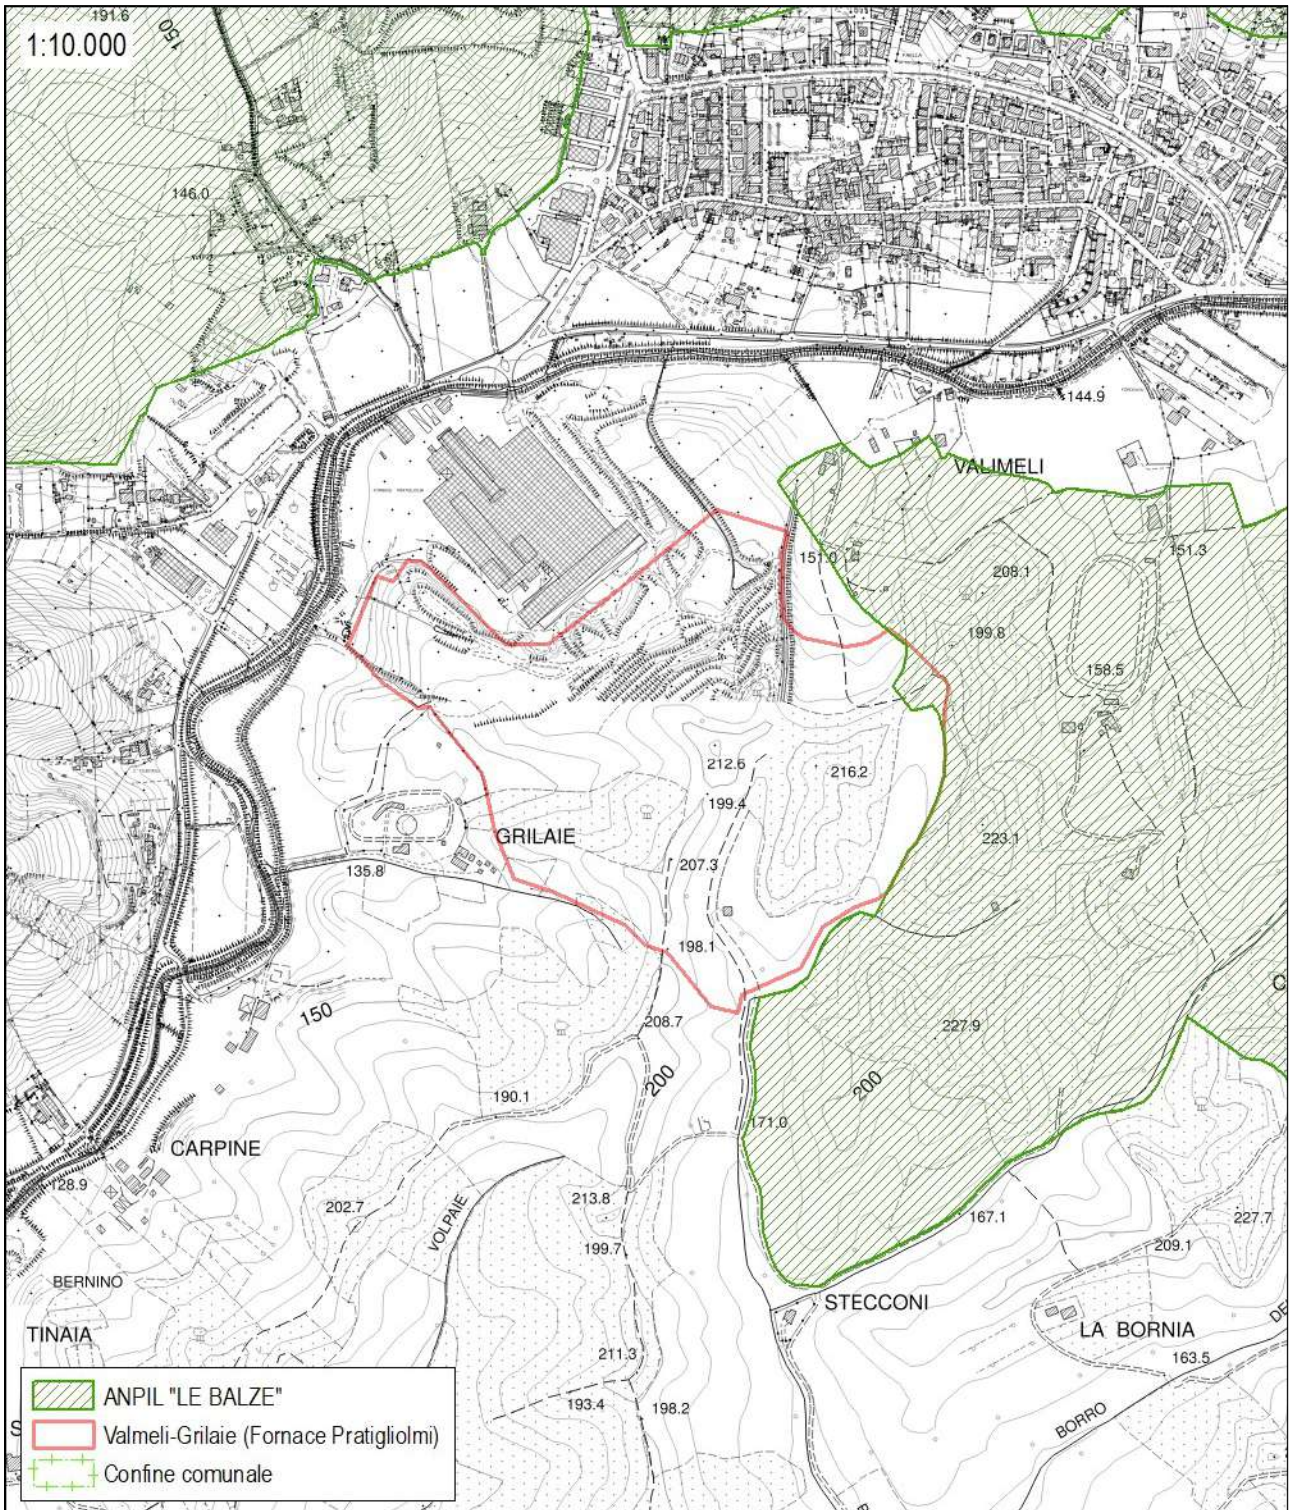 191.6
150
1:10.000
146.0
144.9
VALIMELI
151.0
151.3
208.1
199.8
158.5
212.6
216.2
199.4
223.1
GRILAIE
207.3
135.8
198.1
C
150
208.7
227.9
200
200
190.1
171.0
CARPINE
128.9
202.7
VOLPAIE
213.8
167.1
227.7
199.7
209.1
BERNINO
STECCONI
TINAIA
LA BORNIA
DE
211.3
163.5
193.4
198.2
BORRO
S
ANPIL "LE BALZE"
Valmeli-Grilaie (Fornace Pratigliolmi)
Confine comunale